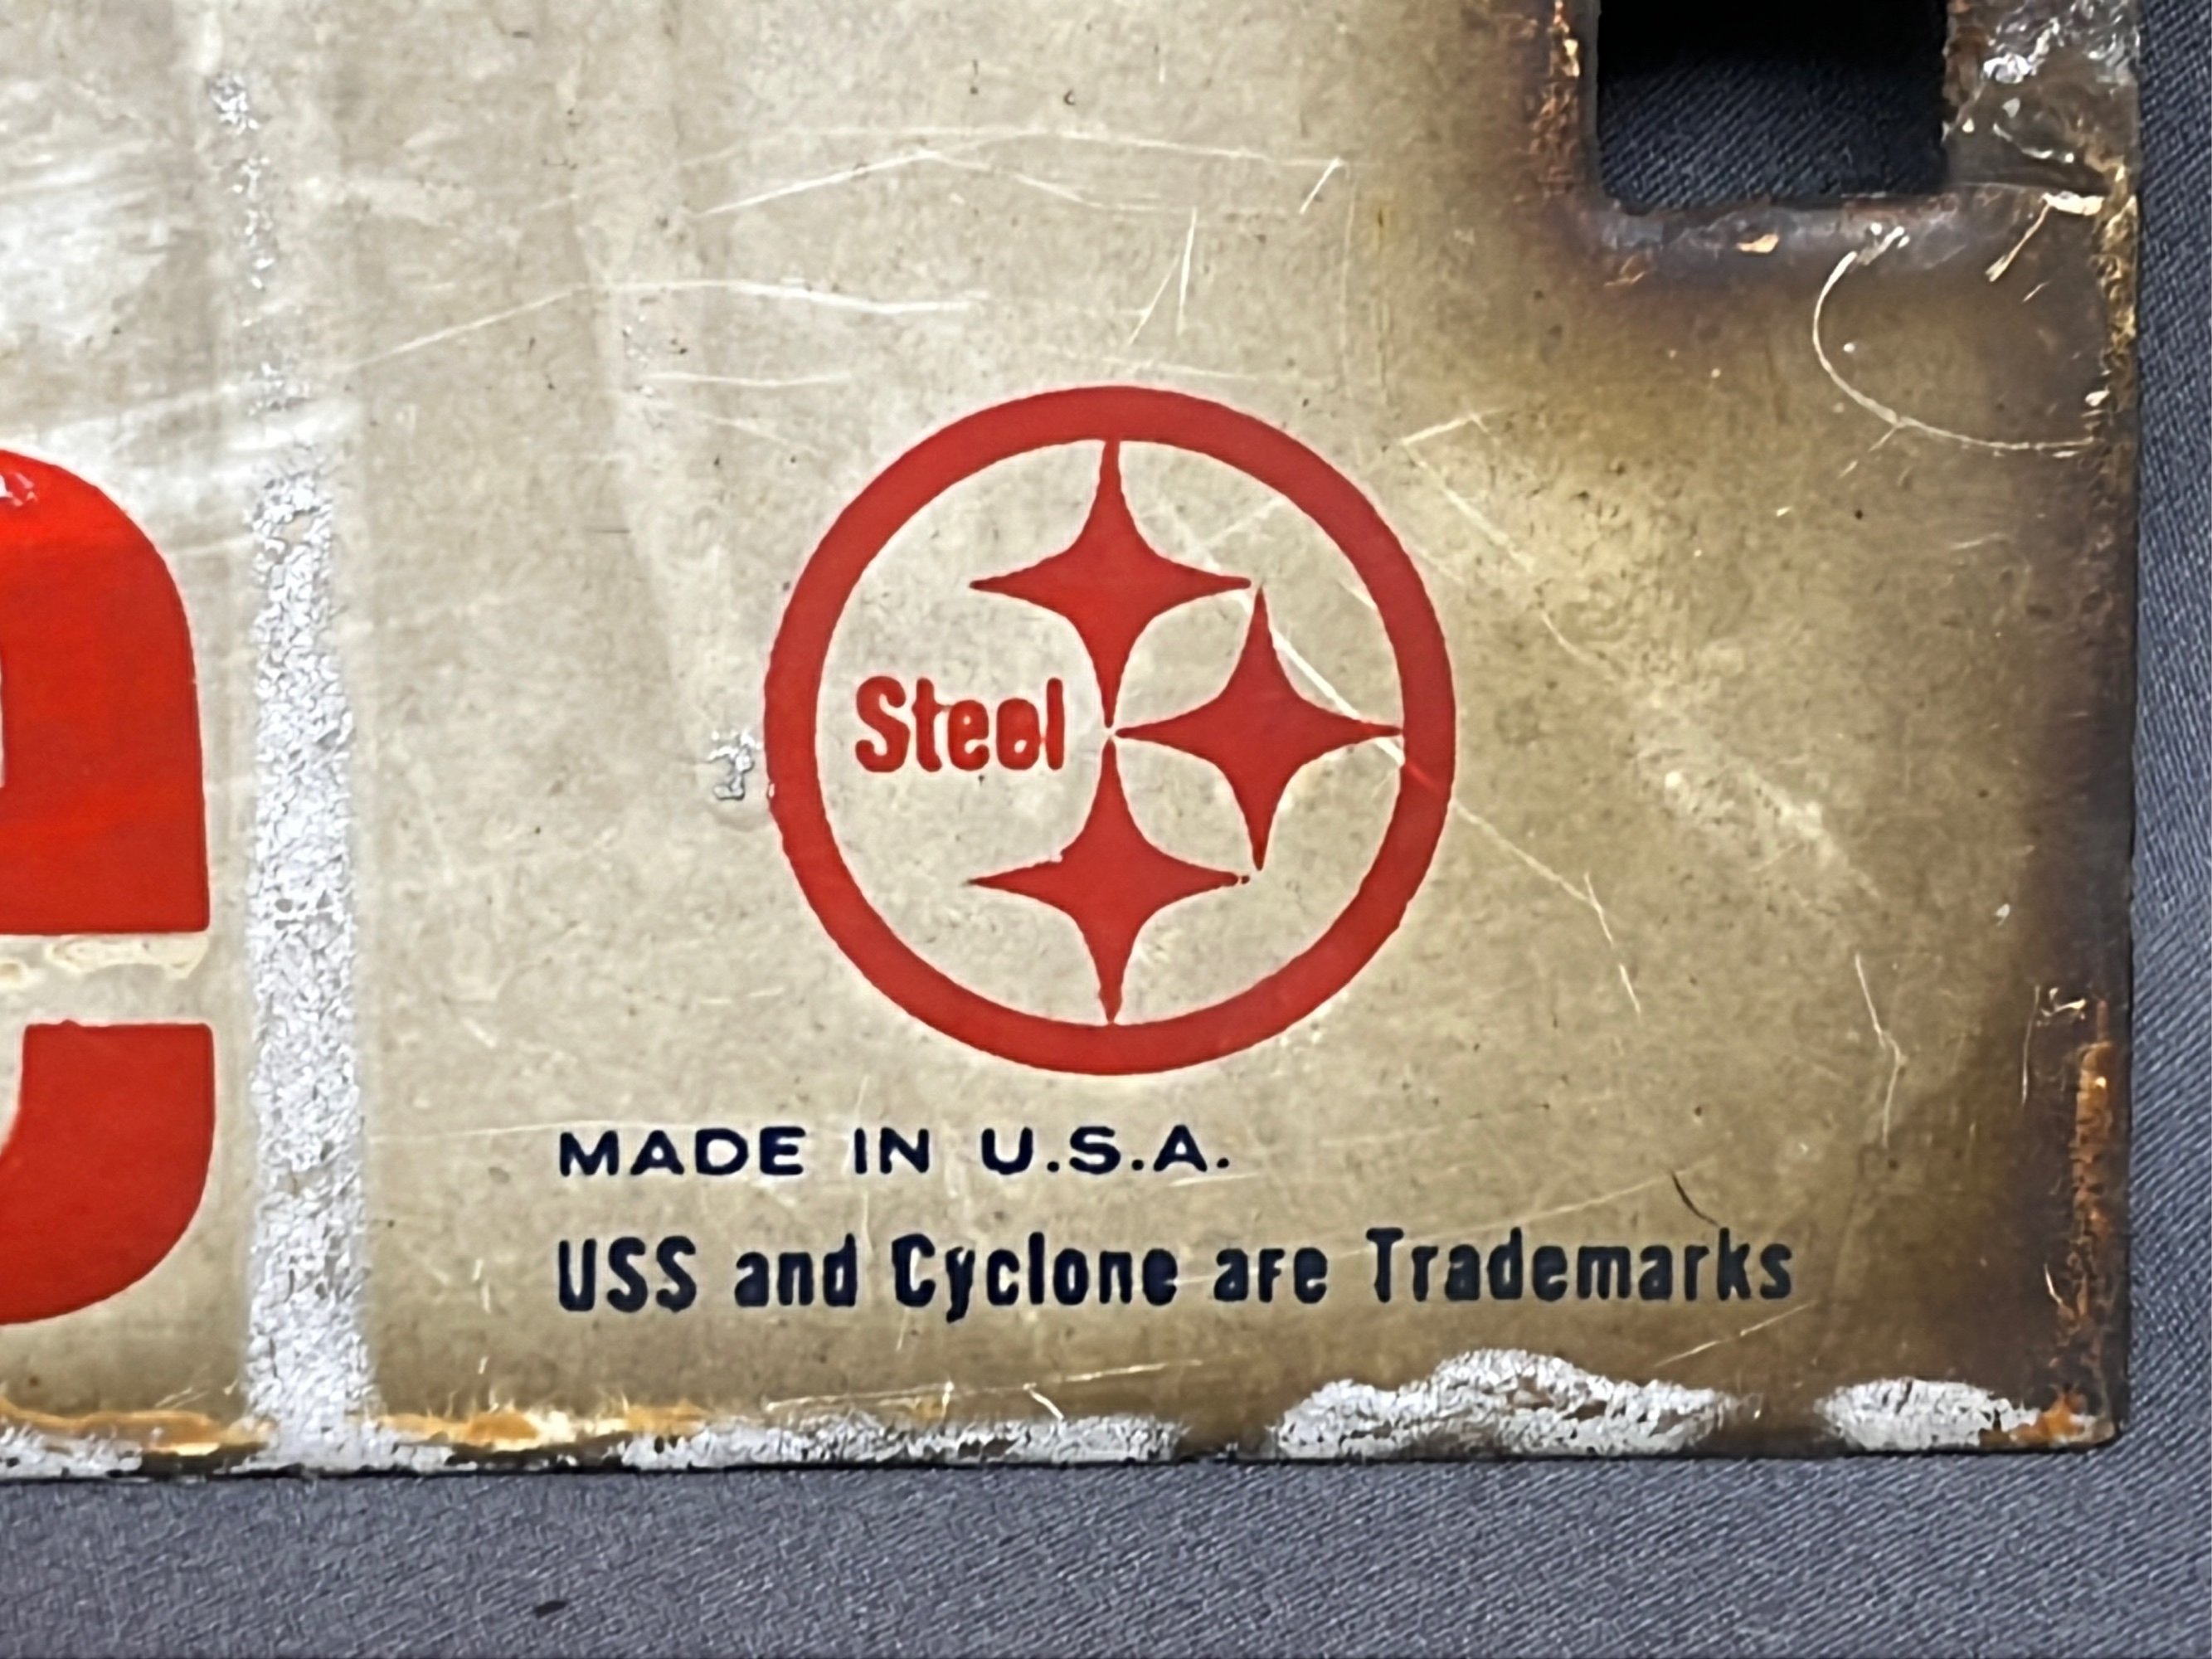 e
Steel
MADE IN U.S.A.
USS and Cyclone are Trademarks